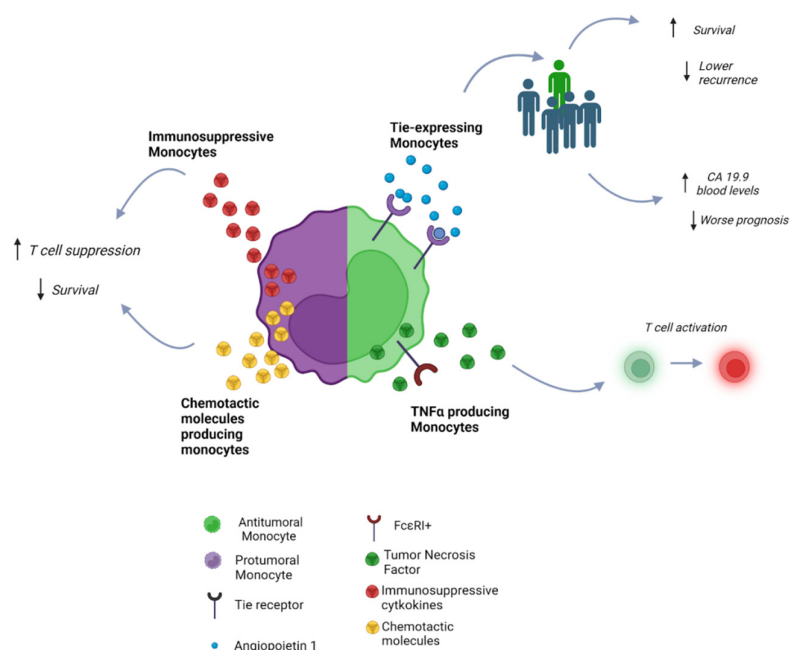 Survival
Lower
recurrence
Tie-expressing
Monocytes
Immunosuppressive
Monocytes
CA 19.9
blood levels
Worse prognosis
T cell suppression
Survival
T cell activation
Chemotactic
molecules
producing
monocytes
TNFα producing
Monocytes
Antitumoral
Monocyte
FcεRI+
Protumoral
Monocyte
Tumor Necrosis
Factor
Tie receptor
Immunosuppressive
cytkokines
Angiopoietin 1
Chemotactic
molecules